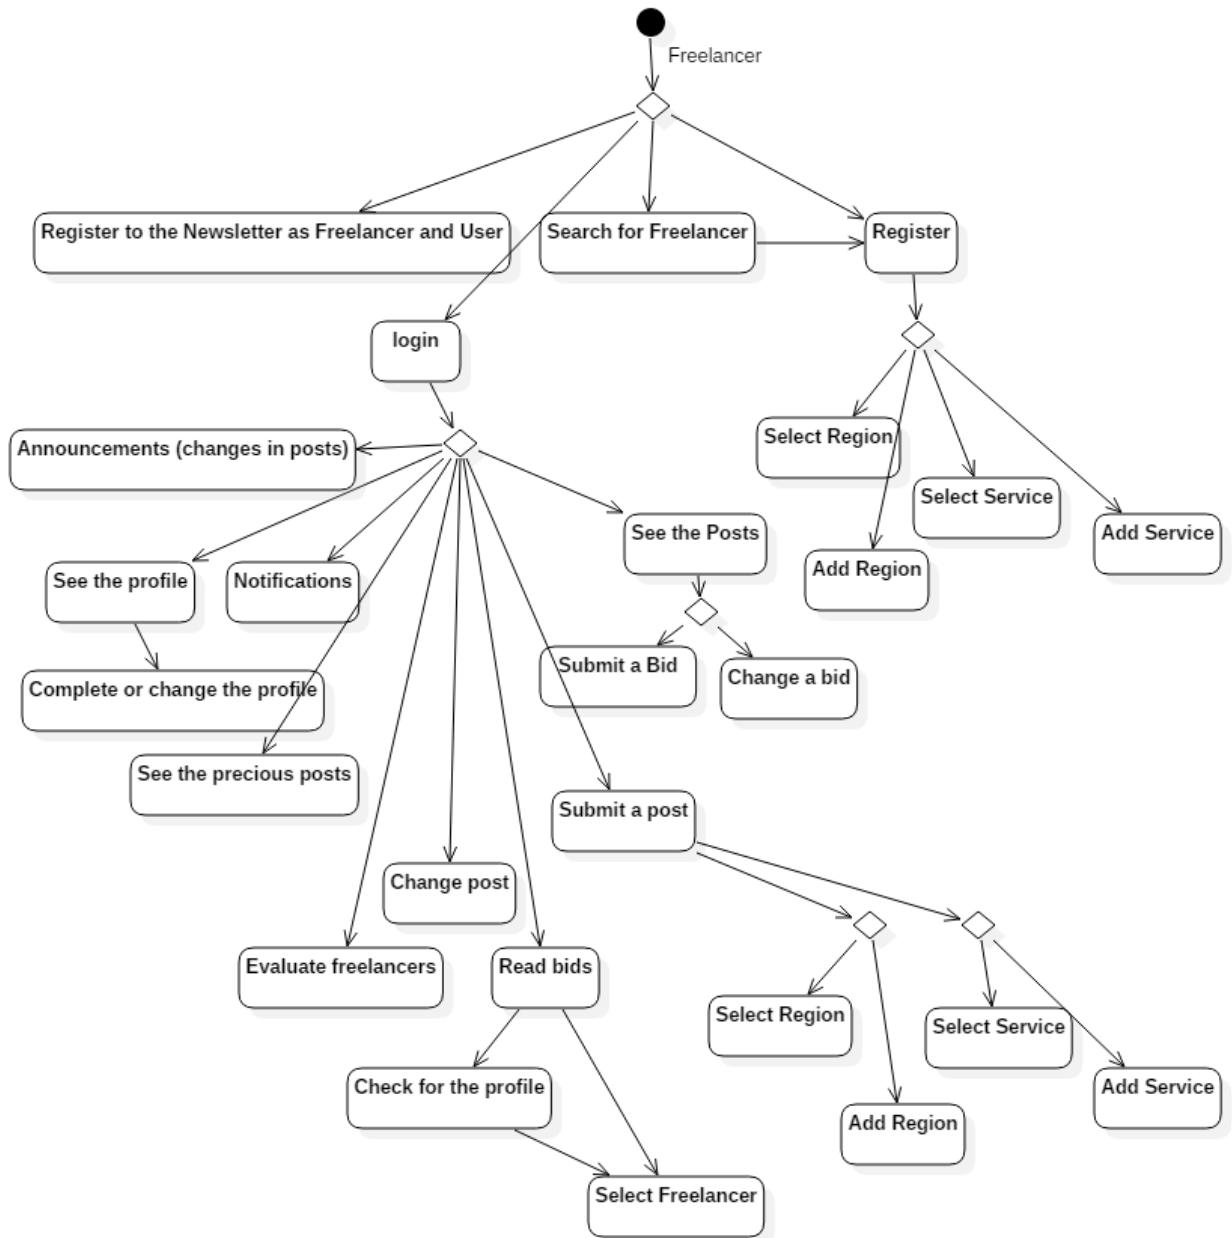 Freelancer
Register to the Newsletter as Freelancer and User
Search for Freelancer
Register
login
Announcements (changes in posts)
Select Region
Select Service
See the Posts
Add Service
Add Region
See the profile
Notifications
Submit a Bid
Change a bid
Complete or change the profile
See the precious posts
Submit a post
Change post
Evaluate freelancers
Read bids
Select Region
Select Service
Check for the profile
Add Service
Add Region
Select Freelancer